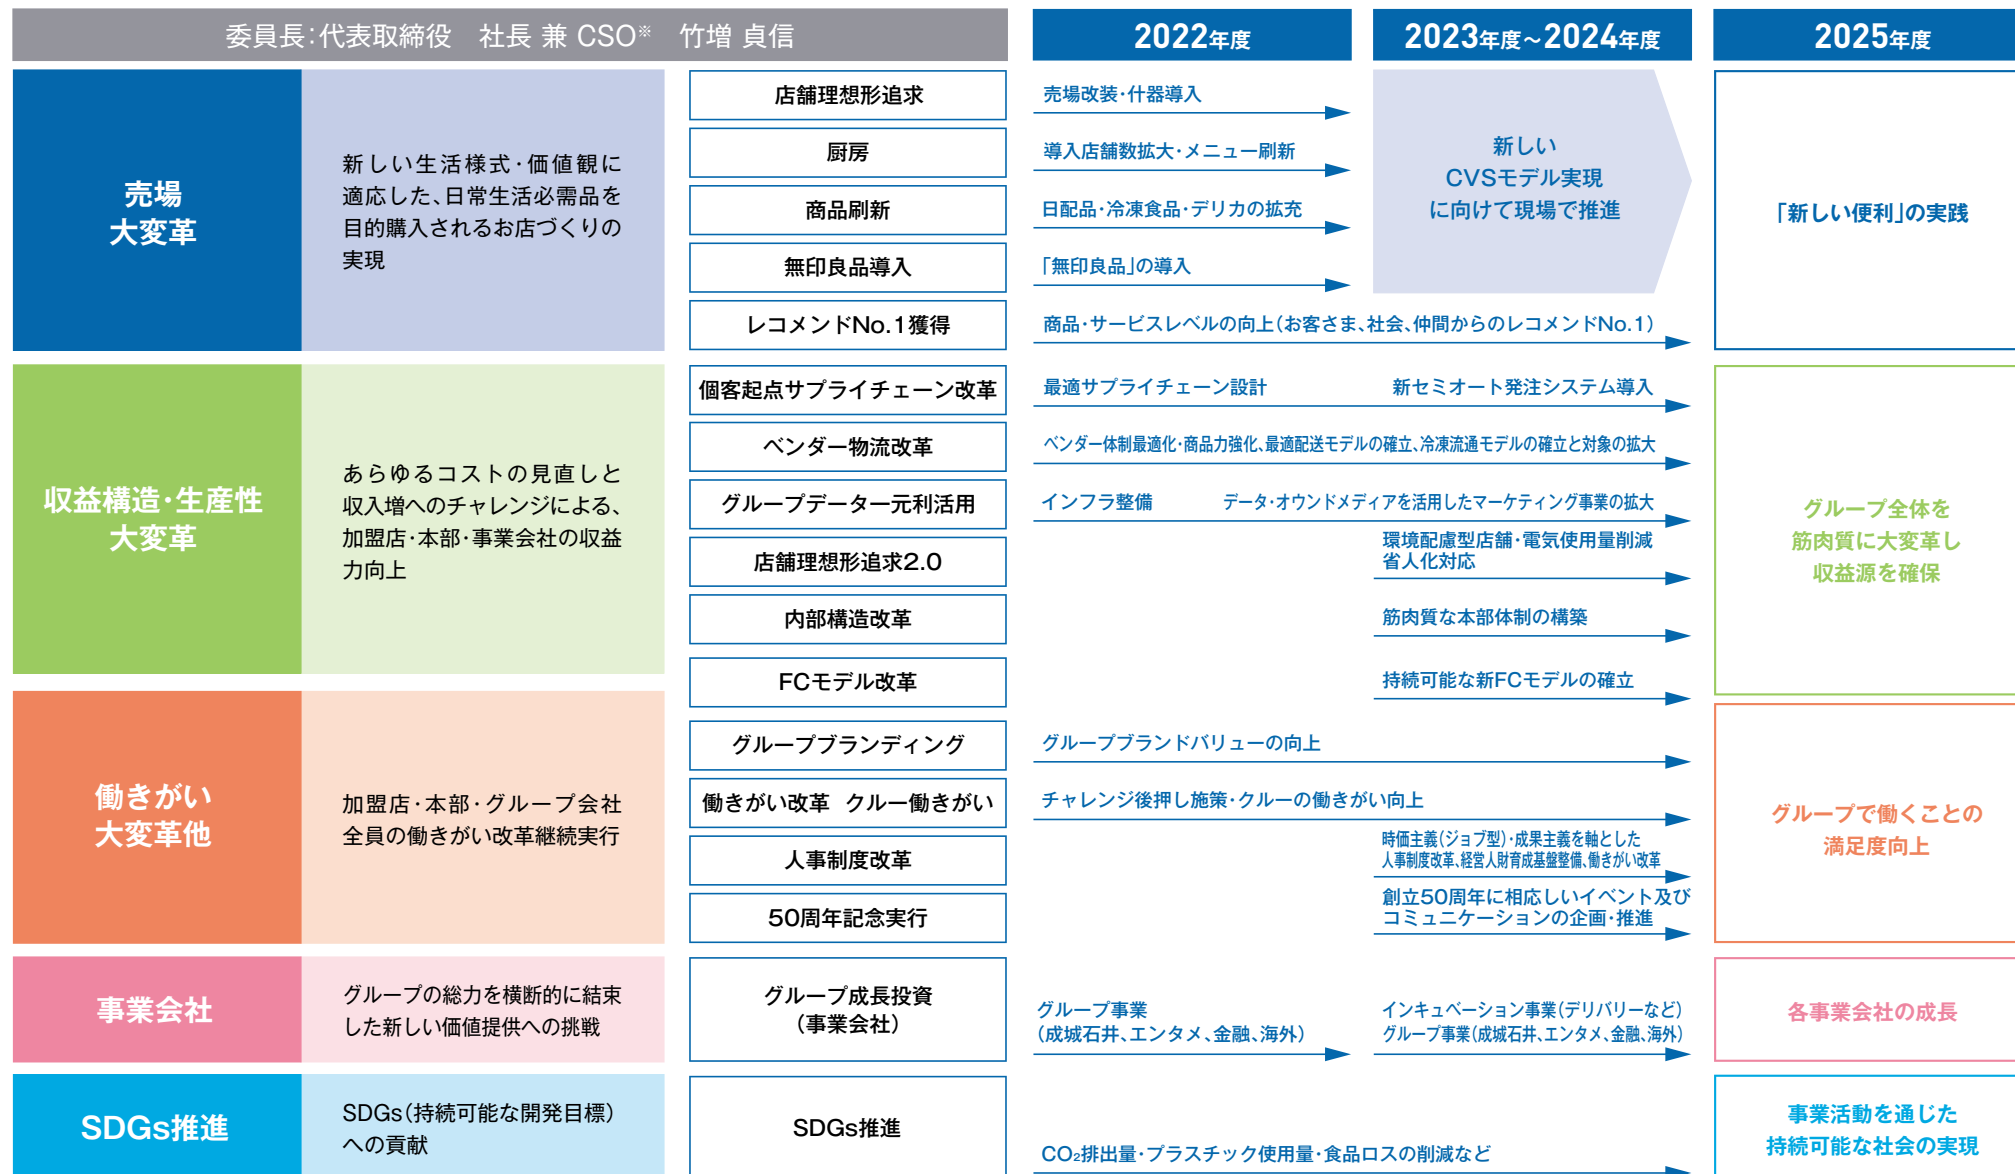 委員長：代表取締役　社長 兼 CSO※　竹増 貞信
2022年度
2023年度～2024年度
2025年度
売場
大変革
新しい生活様式・価値観に
適応した、日常生活必需品を
目的購入されるお店づくりの
実現
店舗理想形追求
売場改装・什器導入
厨房
導入店舗数拡大・メニュー刷新
商品刷新
日配品・冷凍食品・デリカの拡充
無印良品導入
「無印良品」の導入
新しい
CVSモデル実現
に向けて現場で推進
レコメンドNo.1獲得
商品・サービスレベルの向上（お客さま、社会、仲間からのレコメンドNo.1）
「新しい便利」の実践
収益構造・生産性
大変革
あらゆるコストの見直しと
収入増へのチャレンジによる、
加盟店・本部・事業会社の収益
力向上
個客起点サプライチェーン改革
最適サプライチェーン設計
新セミオート発注システム導入
ベンダー物流改革
ベンダー体制最適化・商品力強化、最適配送モデルの確立、冷凍流通モデルの確立と対象の拡大
グループデータ一元利活用
インフラ整備
データ・オウンドメディアを活用したマーケティング事業の拡大
店舗理想形追求2.0
環境配慮型店舗・電気使用量削減
省人化対応
内部構造改革
筋肉質な本部体制の構築
FCモデル改革
持続可能な新FCモデルの確立
グループ全体を
筋肉質に大変革し
収益源を確保
働きがい
大変革他
加盟店・本部・グループ会社
全員の働きがい改革継続実行
グループブランディング
グループブランドバリューの向上
働きがい改革 クルー働きがい
チャレンジ後押し施策・クルーの働きがい向上
人事制度改革
時価主義（ジョブ型）・成果主義を軸とした
人事制度改革、経営人財育成基盤整備、働きがい改革
50周年記念実行
創立50周年に相応しいイベント及び
コミュニケーションの企画・推進
グループで働くことの
満足度向上
事業会社
グループの総力を横断的に結束
した新しい価値提供への挑戦
グループ成長投資
（事業会社）
グループ事業
（成城石井、エンタメ、金融、海外）
インキュベーション事業（デリバリーなど）
グループ事業（成城石井、エンタメ、金融、海外）
各事業会社の成長
SDGs推進
SDGs（持続可能な開発目標）
への貢献
SDGs推進
CO₂排出量・プラスチック使用量・食品ロスの削減など
事業活動を通じた
持続可能な社会の実現